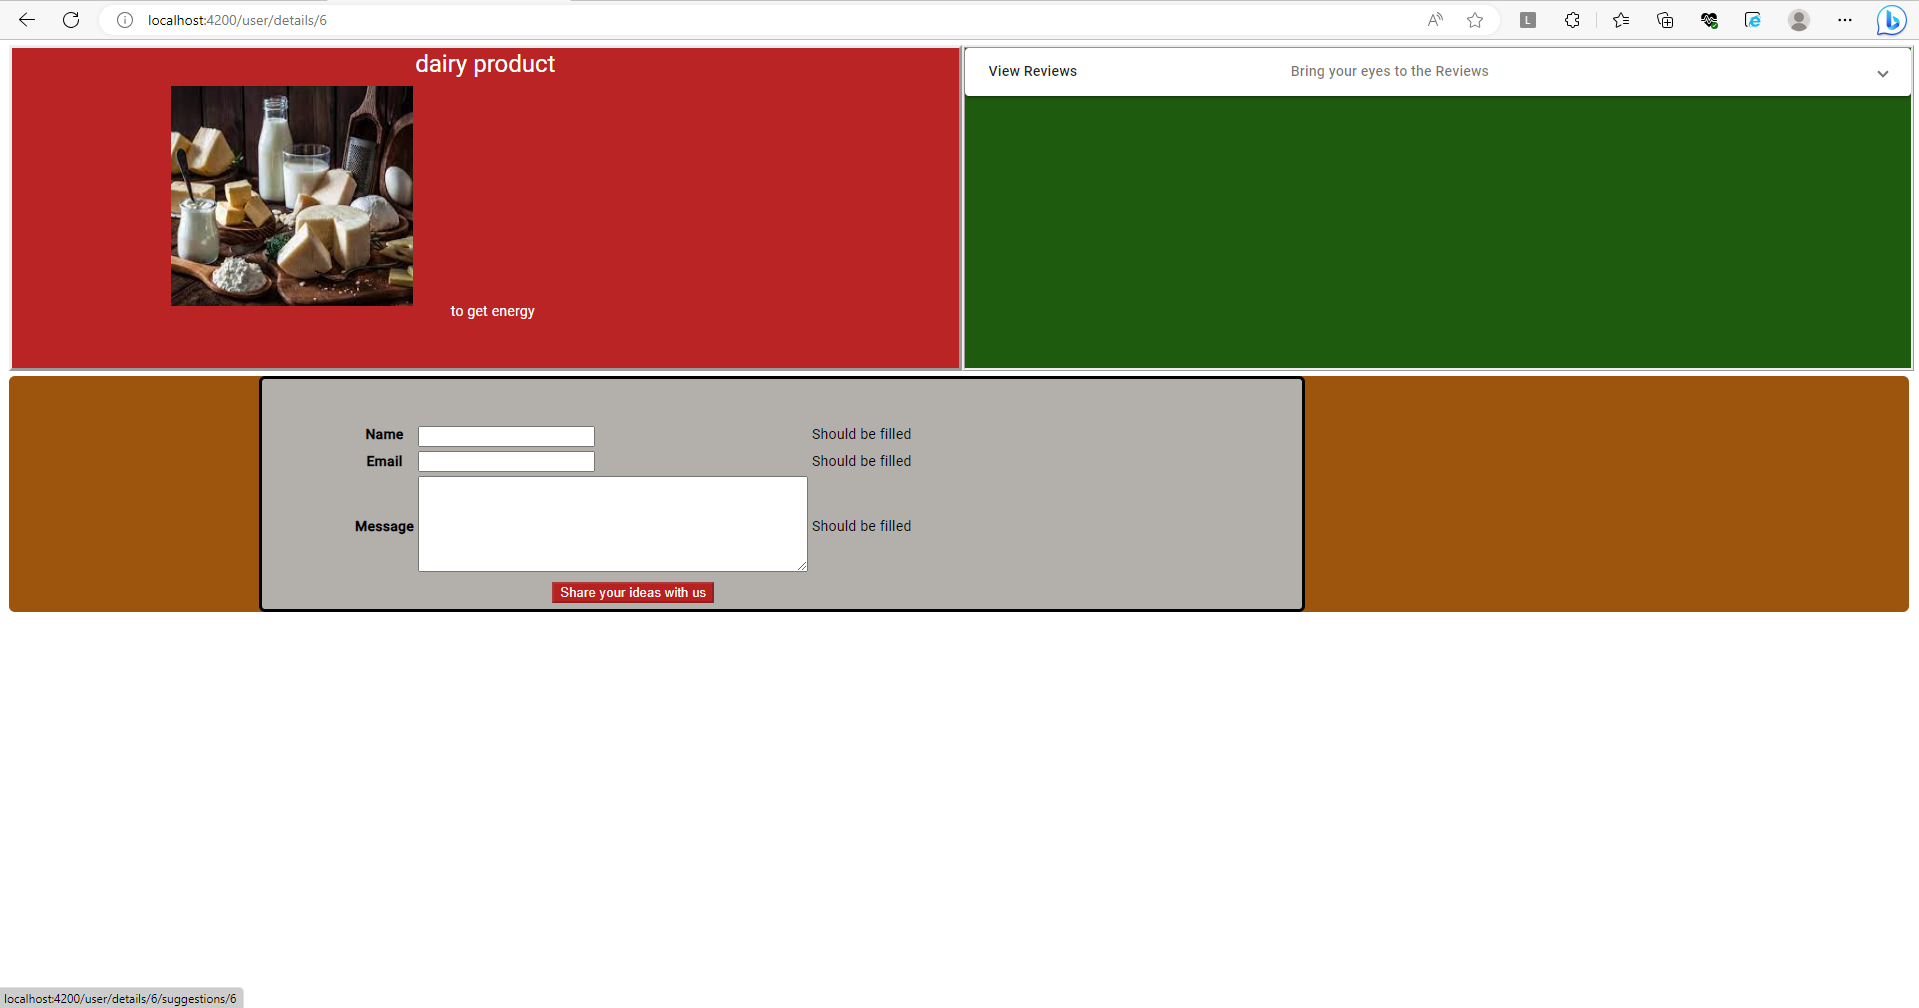 localhost:4200/user/details/6
dairy product
to get energy
View Reviews Bring your eyes to the Reviews
Name Should be filled
Email Should be filled
Message Should be filled
Share your ideas with us
localhost:4200/user/details/6/suggestions/6